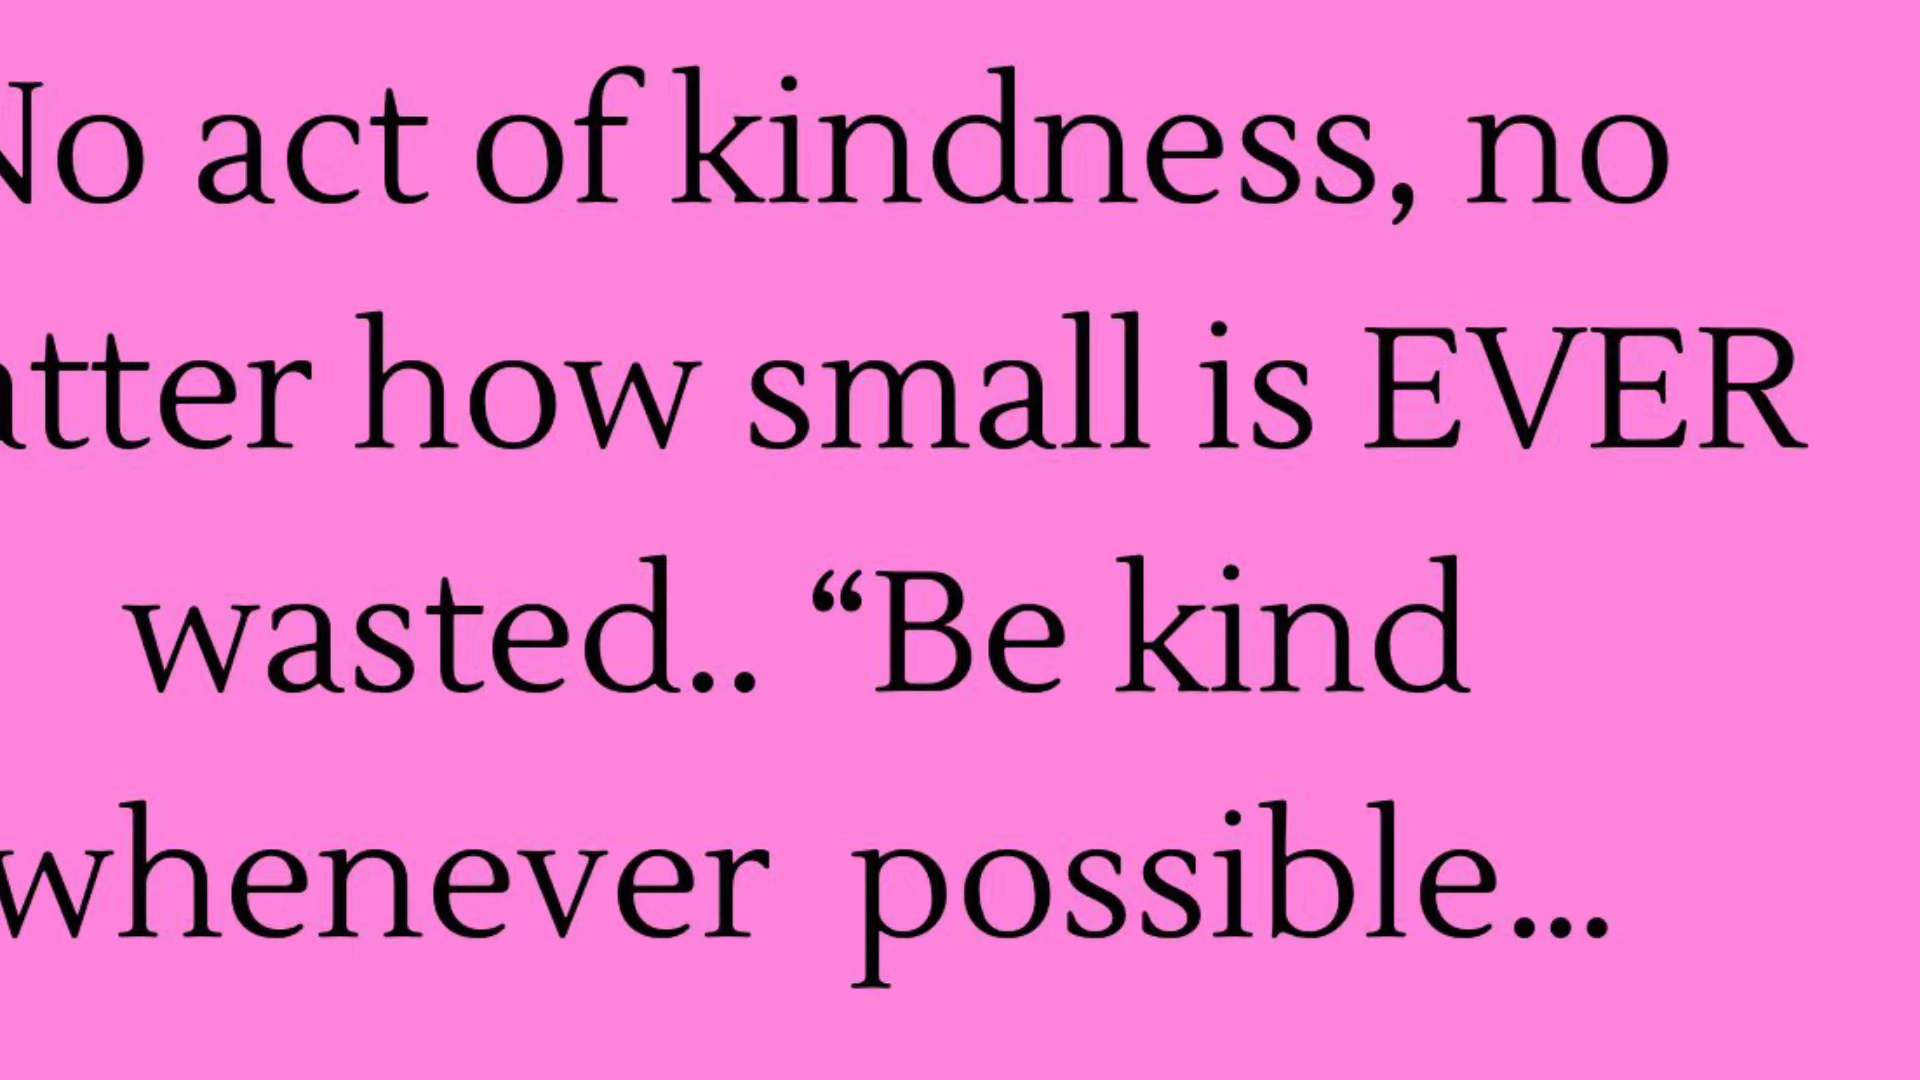 No act of kindness, no
atter how small is EVER
wasted.. “Be kind
whenever  possible...